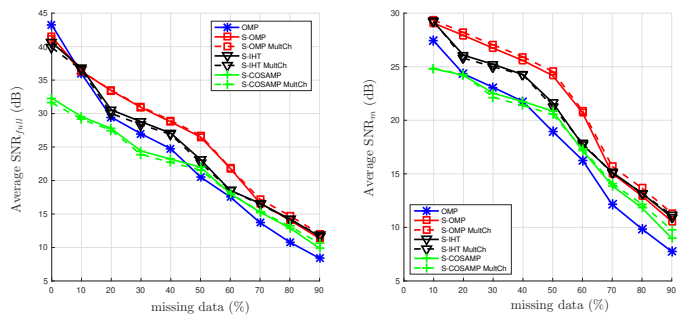 45
40
35
30
25
20
15
10
5
0
10
20
30
40
50
60
70
80
90
Average SNR_full (dB)
missing data (%)
OMP
S-OMP
S-OMP MultCh
S-IHT
S-IHT MultCh
S-COSAMP
S-COSAMP MultCh
30
25
20
15
10
5
0
10
20
30
40
50
60
70
80
90
Average SNR_m (dB)
missing data (%)
OMP
S-OMP
S-OMP MultCh
S-IHT
S-IHT MultCh
S-COSAMP
S-COSAMP MultCh